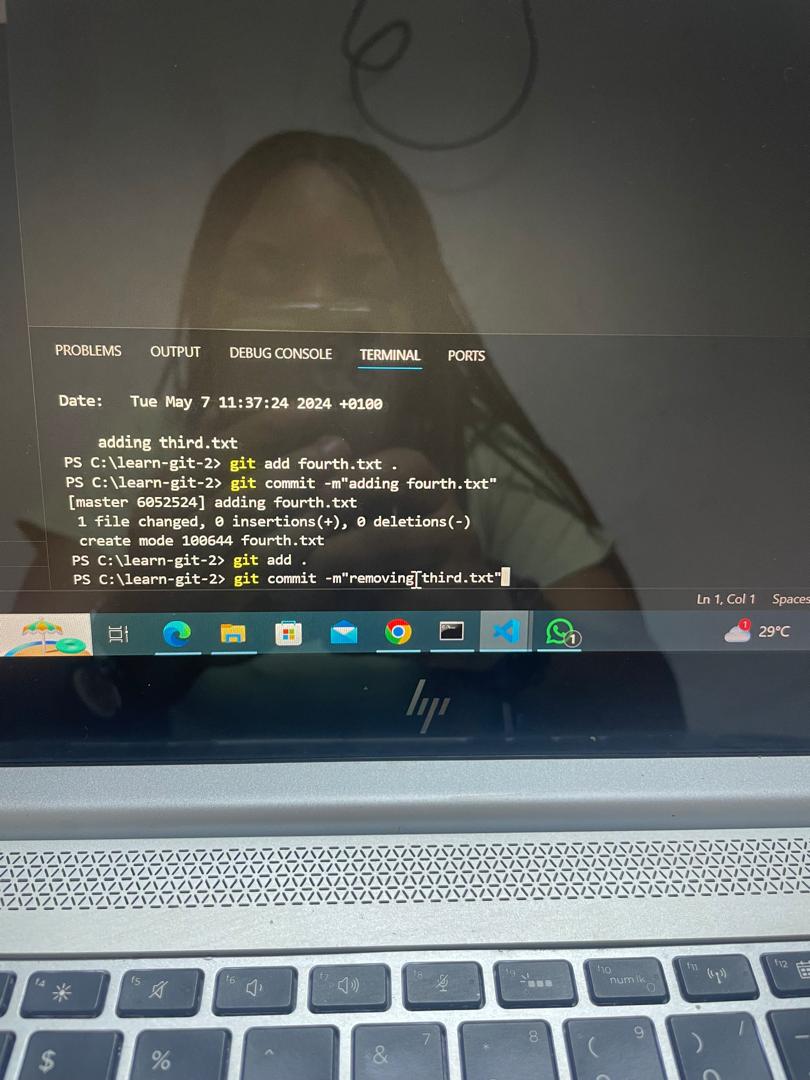 PROBLEMS OUTPUT DEBUG CONSOLE TERMINAL PORTS
Date: Tue May 7 11:37:24 2024 +0100
adding third.txt
PS C:\learn-git-2> git add fourth.txt .
PS C:\learn-git-2> git commit -m"adding fourth.txt"
[master 6052524] adding fourth.txt
1 file changed, 0 insertions(+), 0 deletions(-)
create mode 100644 fourth.txt
PS C:\learn-git-2> git add .
PS C:\learn-git-2> git commit -m"removing third.txt"
Ln 1, Col 1 Spaces
1 1 29°C
hp
f4 f5 f6 f7 f8 f9 f10 num lk f11 f12
$ % ^ & 7 * 8 ( 9 ) /